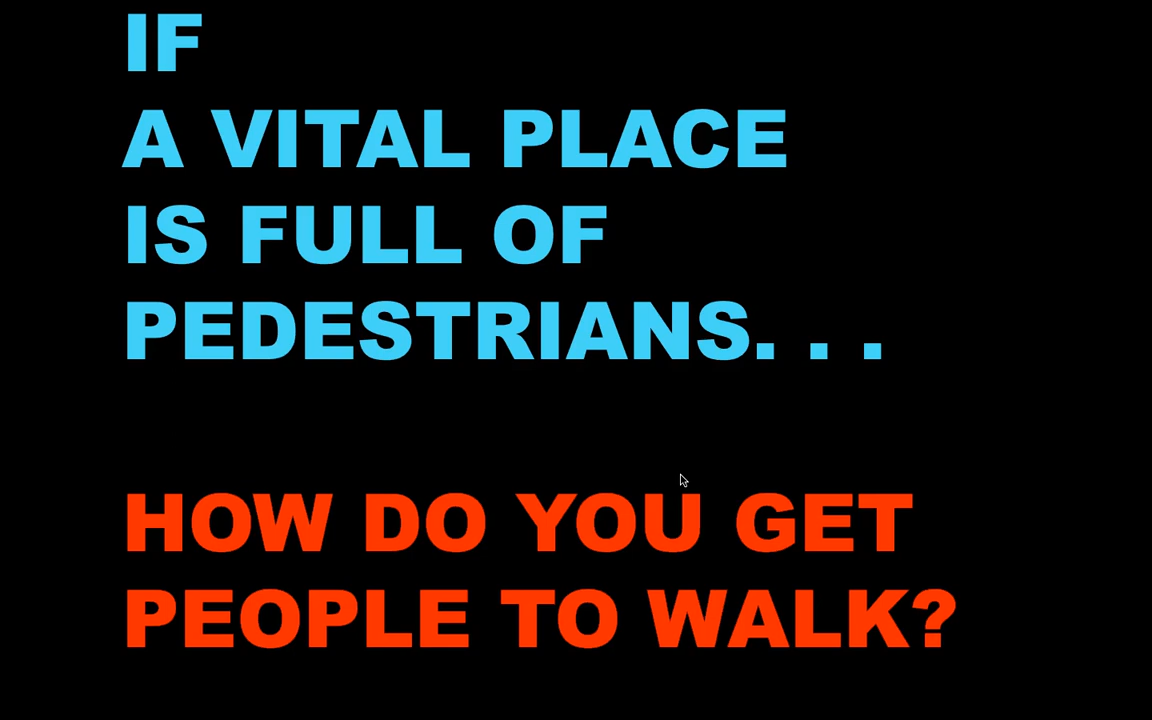 IF
A VITAL PLACE
IS FULL OF
PEDESTRIANS. . .
HOW DO YOU GET
PEOPLE TO WALK?